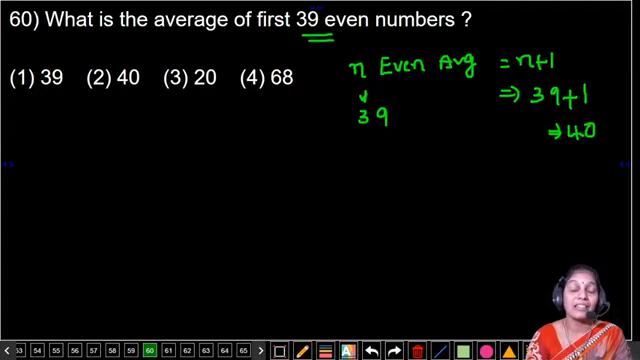 60) What is the average of first 39 even numbers ?
(1) 39 (2) 40 (3) 20 (4) 68
n Even Avg = n+1
39
⇒ 39+1
⇒ 40
53 54 55 56 57 58 59 60 61 62 63 64 65